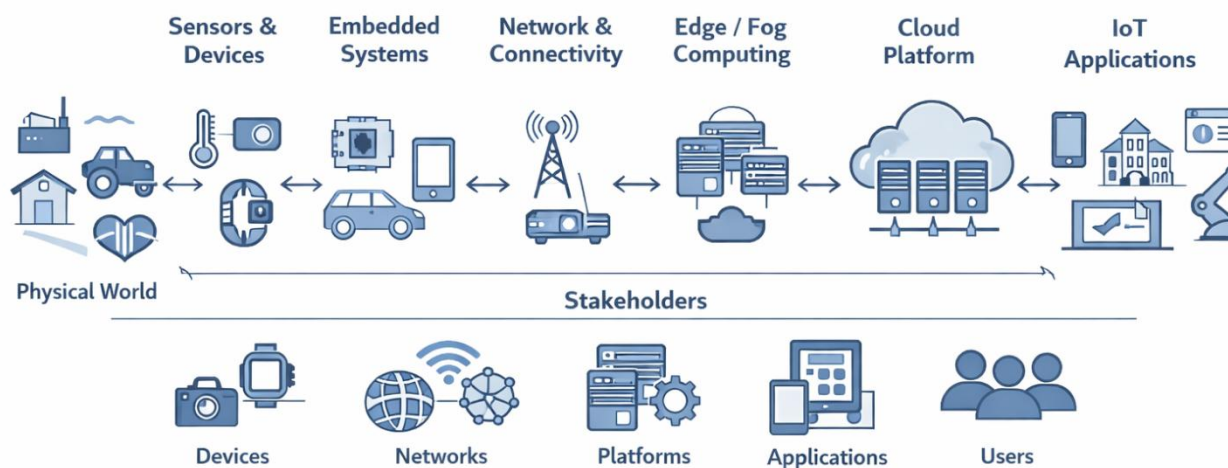 Sensors &
Devices
Embedded
Systems
Network &
Connectivity
Edge / Fog
Computing
Cloud
Platform
IoT
Applications
Physical World
Stakeholders
Devices
Networks
Platforms
Applications
Users